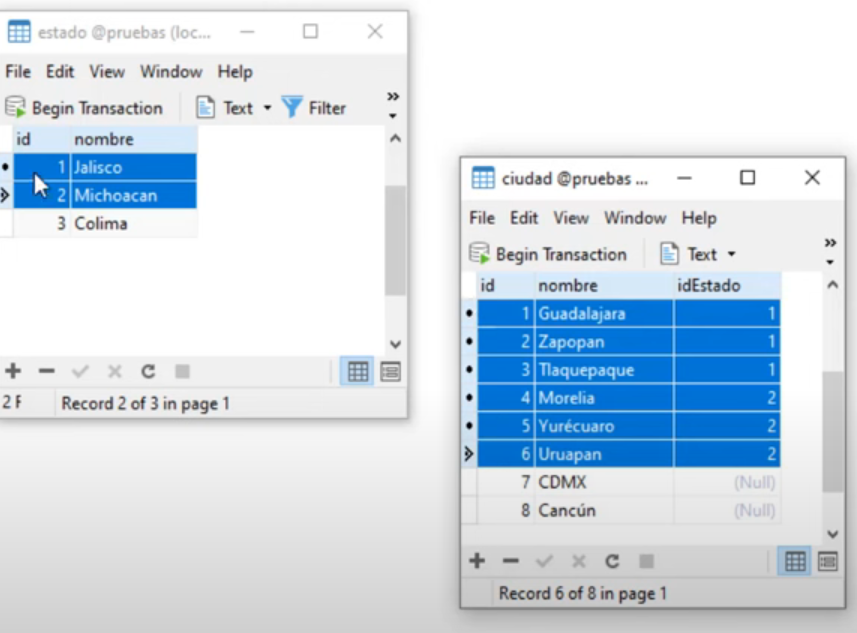 estado @pruebas (loc...
File Edit View Window Help
Begin Transaction Text Filter
id nombre
1 Jalisco
2 Michoacan
3 Colima
2 F Record 2 of 3 in page 1
ciudad @pruebas ...
File Edit View Window Help
Begin Transaction Text
id nombre idEstado
1 Guadalajara 1
2 Zapopan 1
3 Tlaquepaque 1
4 Morelia 2
5 Yurécuaro 2
6 Uruapan 2
7 CDMX (Null)
8 Cancún (Null)
Record 6 of 8 in page 1